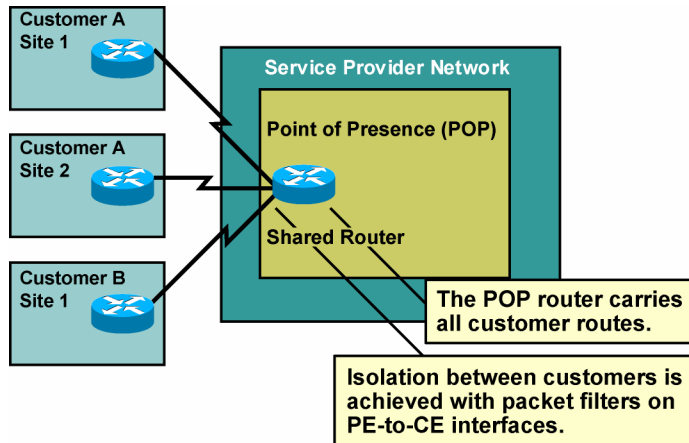 Customer A
Site 1
Customer A
Site 2
Customer B
Site 1
Service Provider Network
Point of Presence (POP)
Shared Router
The POP router carries
all customer routes.
Isolation between customers is
achieved with packet filters on
PE-to-CE interfaces.